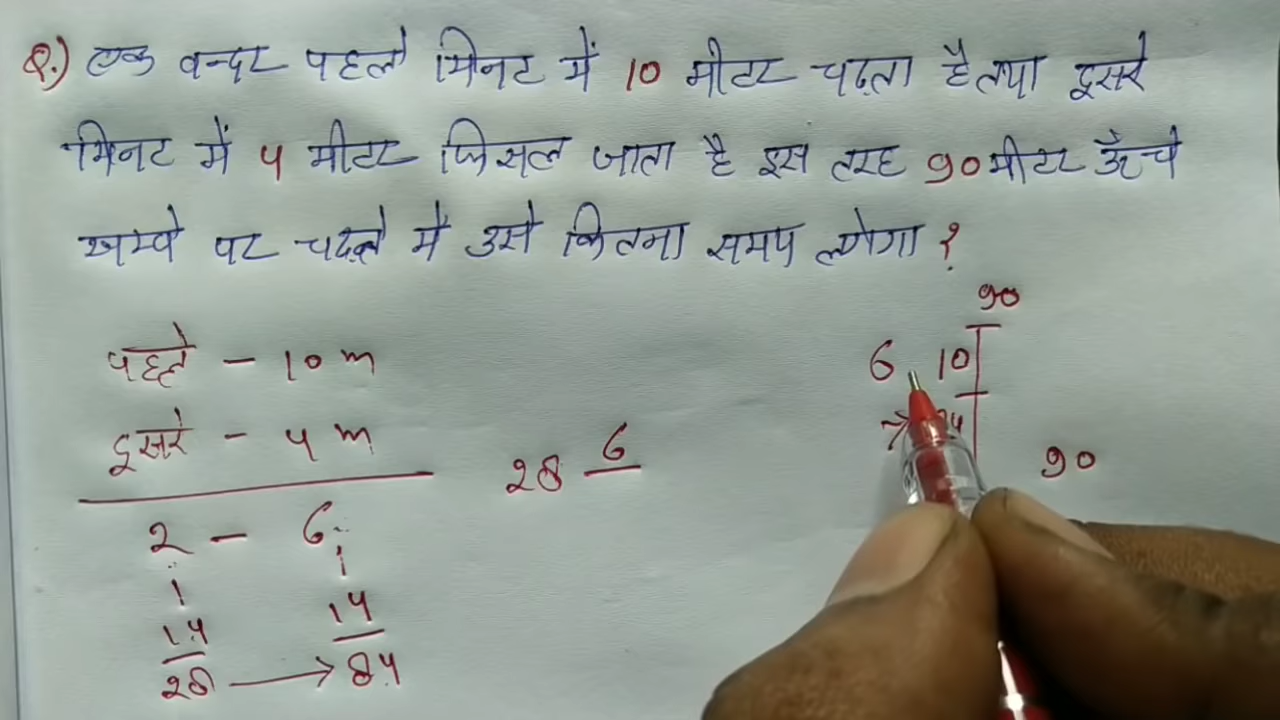 Q.) एक बन्दर पहले मिनट में 10 मीटर चढ़ता है तथा दूसरे
मिनट में 4 मीटर फिसल जाता है इस तरह 90 मीटर ऊँचे
खम्बे पर चढ़ने में उसे कितना समय लगेगा ?
90
पहले - 10 m
6 10
दूसरे - 4 m
28 6
90
2 - 6
14 14
28 → 84